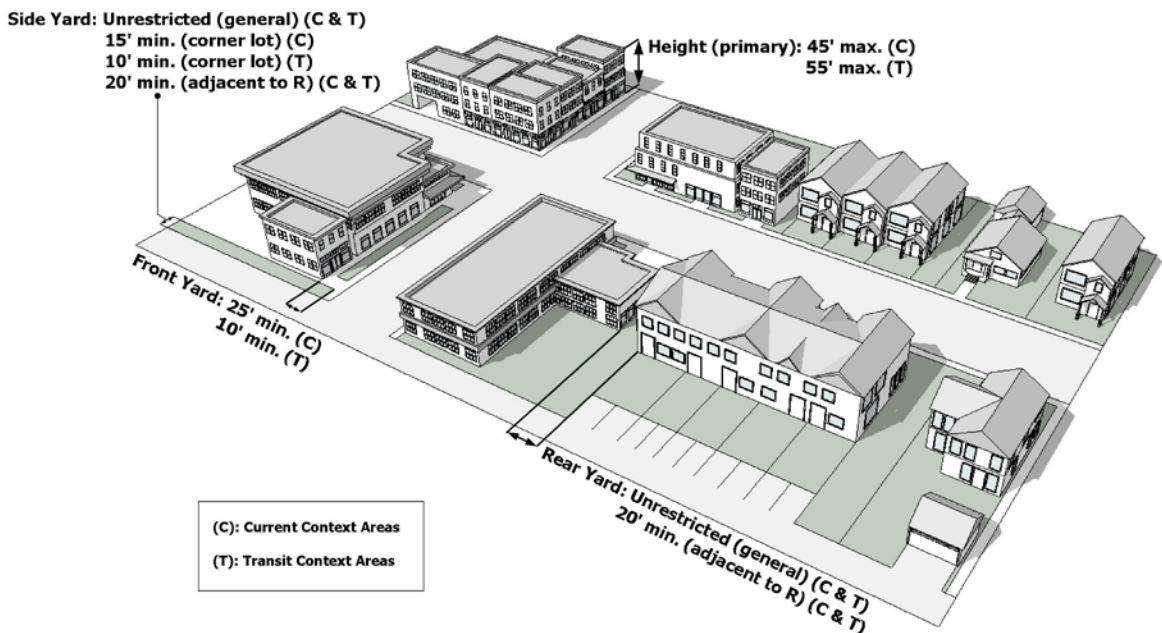 Side Yard: Unrestricted (general) (C & T)
15' min. (corner lot) (C)
10' min. (corner lot) (T)
20' min. (adjacent to R) (C & T)
Height (primary): 45' max. (C)
55' max. (T)
Front Yard: 25' min. (C)
10' min. (T)
Rear Yard: Unrestricted (general) (C & T)
20' min. (adjacent to R) (C & T)
(C): Current Context Areas
(T): Transit Context Areas